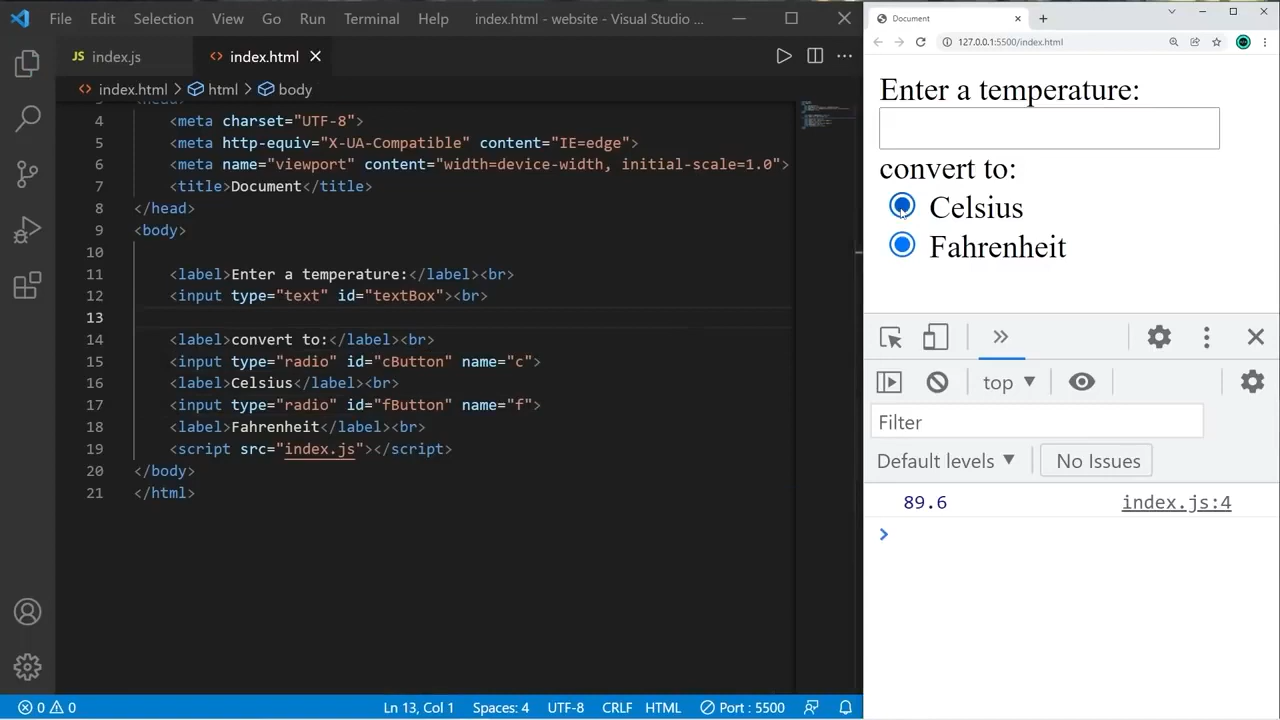 File Edit Selection View Go Run Terminal Help index.html - website - Visual Studio ...
JS index.js
<> index.html
<> index.html > html > body
<head>
4 <meta charset="UTF-8">
5 <meta http-equiv="X-UA-Compatible" content="IE=edge">
6 <meta name="viewport" content="width=device-width, initial-scale=1.0">
7 <title>Document</title>
8 </head>
9 <body>
10
11 <label>Enter a temperature:</label><br>
12 <input type="text" id="textBox"><br>
13
14 <label>convert to:</label><br>
15 <input type="radio" id="cButton" name="c">
16 <label>Celsius</label><br>
17 <input type="radio" id="fButton" name="f">
18 <label>Fahrenheit</label><br>
19 <script src="index.js"></script>
20 </body>
21 </html>
0 0 Ln 13, Col 1 Spaces: 4 UTF-8 CRLF HTML Port : 5500
Document
127.0.0.1:5500/index.html
Enter a temperature:
convert to:
Celsius
Fahrenheit
top
Filter
Default levels
No Issues
89.6 index.js:4